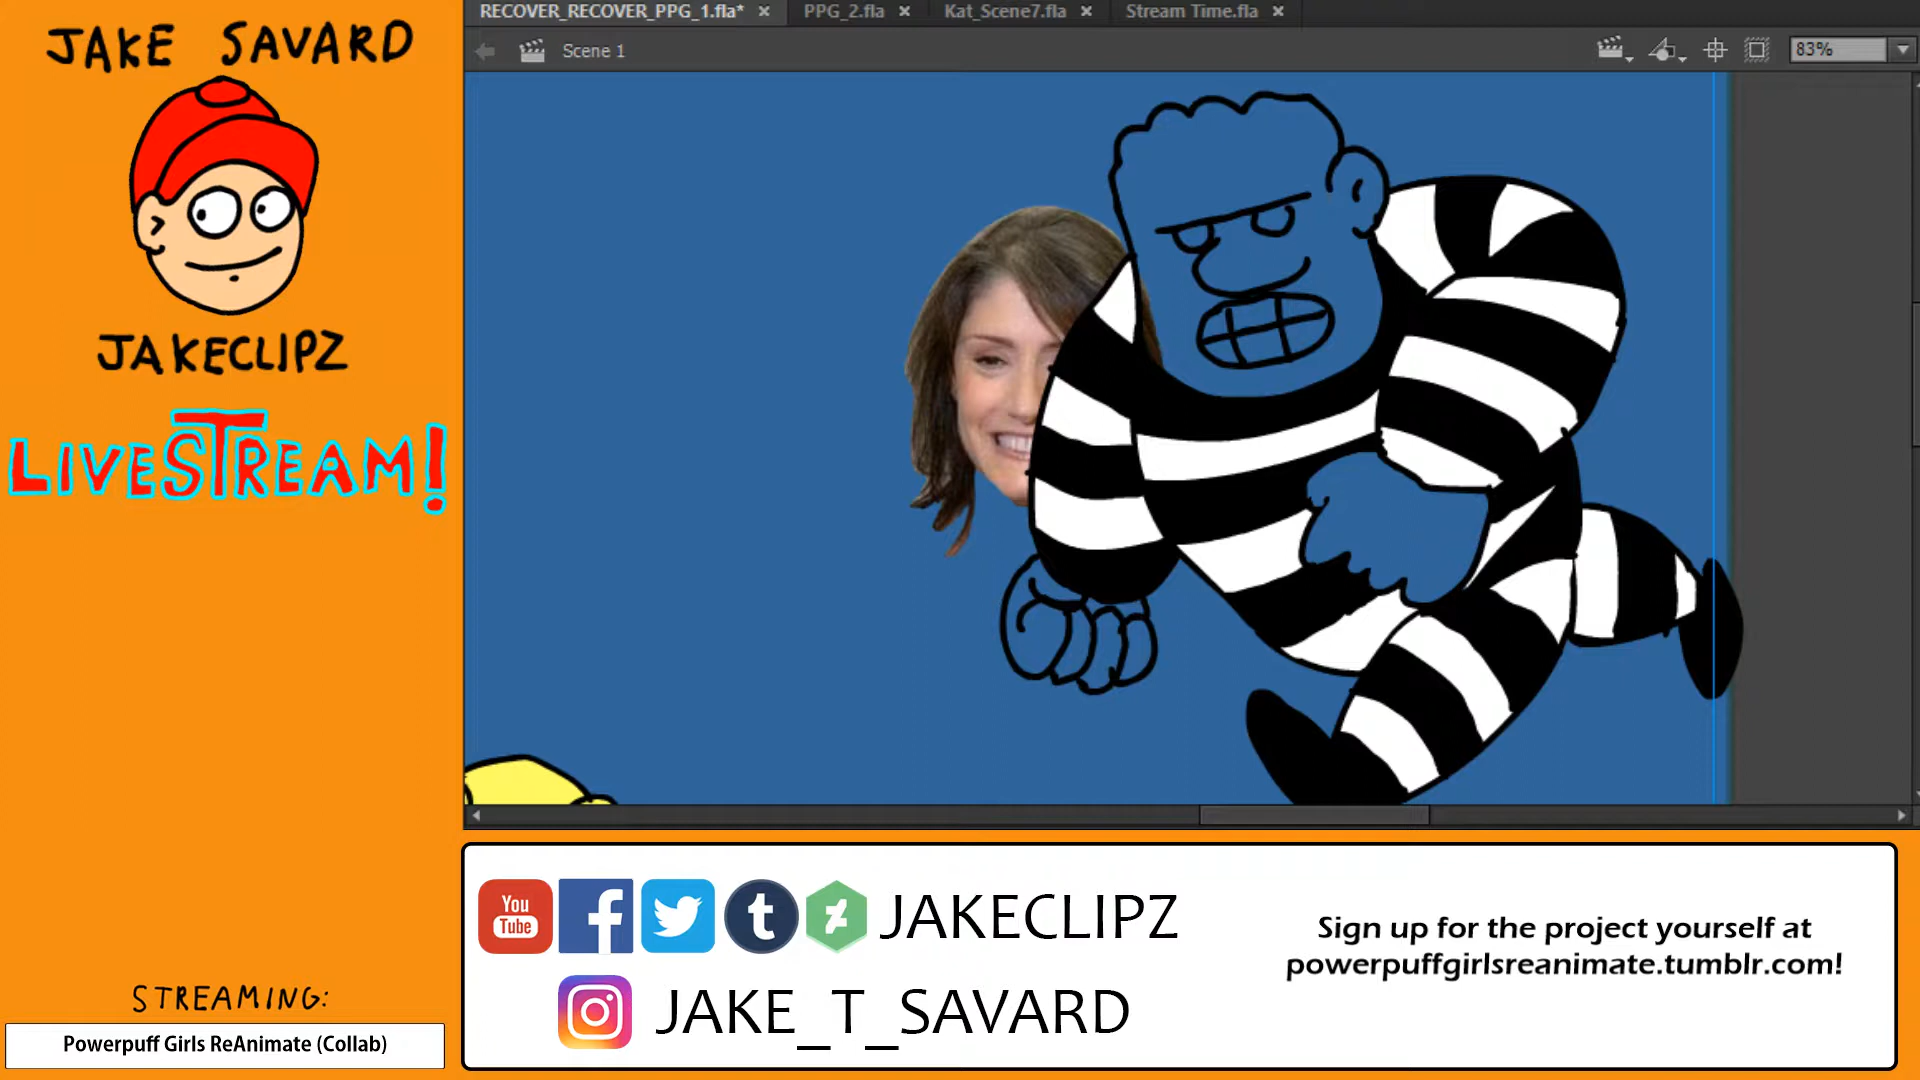 JAKE SAVARD
JAKECLIPZ
LIVESTREAM!
STREAMING:
Powerpuff Girls ReAnimate (Collab)
RECOVER_RECOVER_PPG_1.fla* × PPG_2.fla × Kat_Scene7.fla × Stream Time.fla ×
Scene 1
83%
You
Tube
f
t
JAKECLIPZ
JAKE_T_SAVARD
Sign up for the project yourself at
powerpuffgirlsreanimate.tumblr.com!